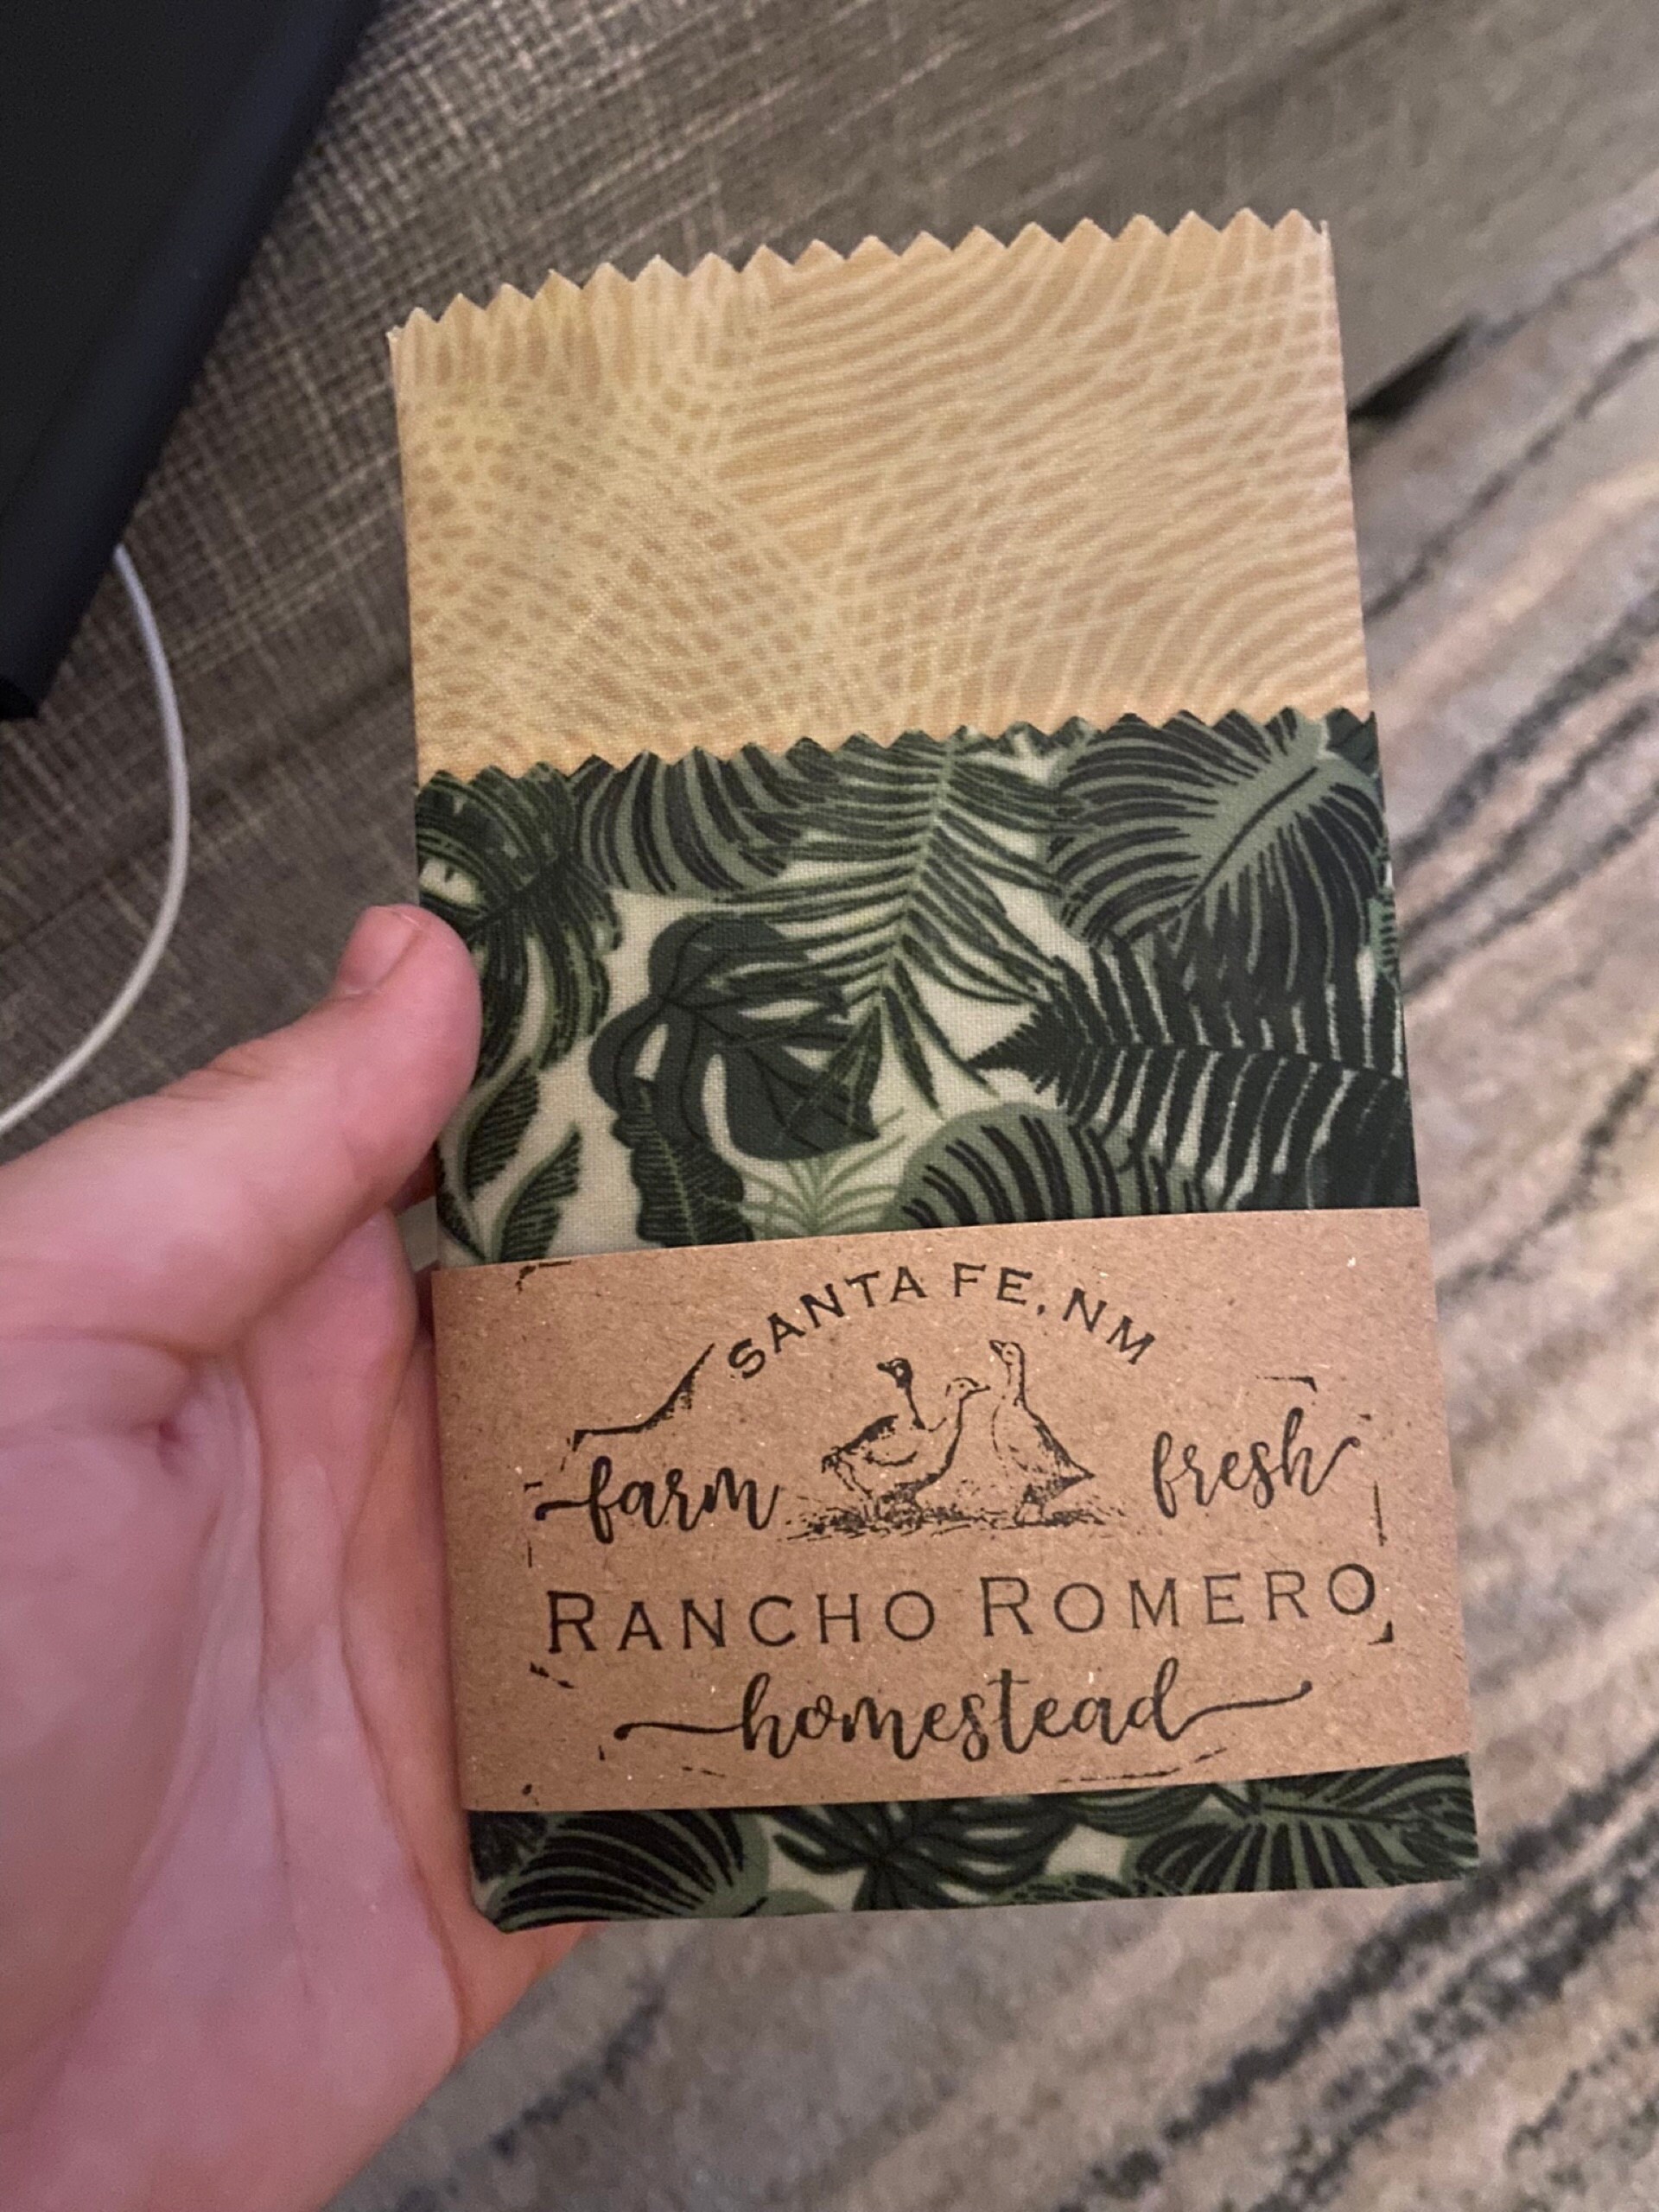 SANTA FE, NM
farm fresh
RANCHO ROMERO
homestead